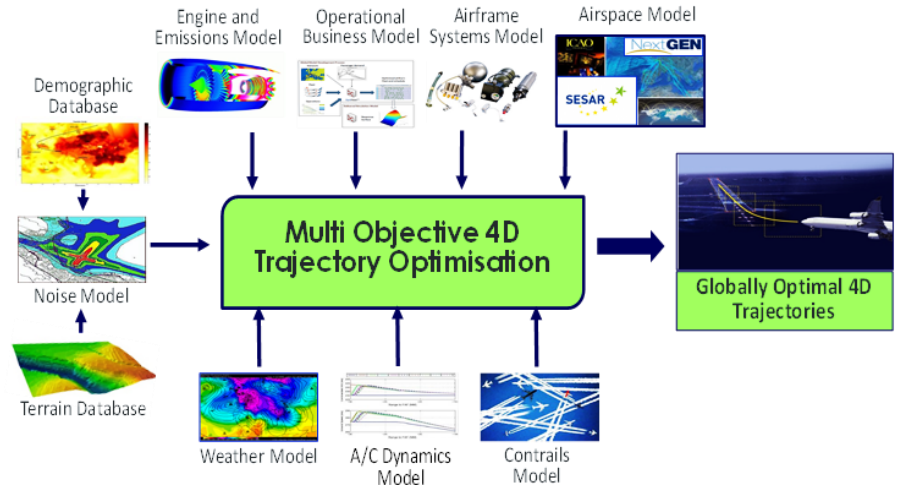 Engine and
Emissions Model
Operational
Business Model
Airframe
Systems Model
Airspace Model
ICAO
NextGEN
SESAR
Demographic
Database
Noise Model
Terrain Database
Multi Objective 4D
Trajectory Optimisation
Globally Optimal 4D
Trajectories
Weather Model
A/C Dynamics
Model
Contrails
Model